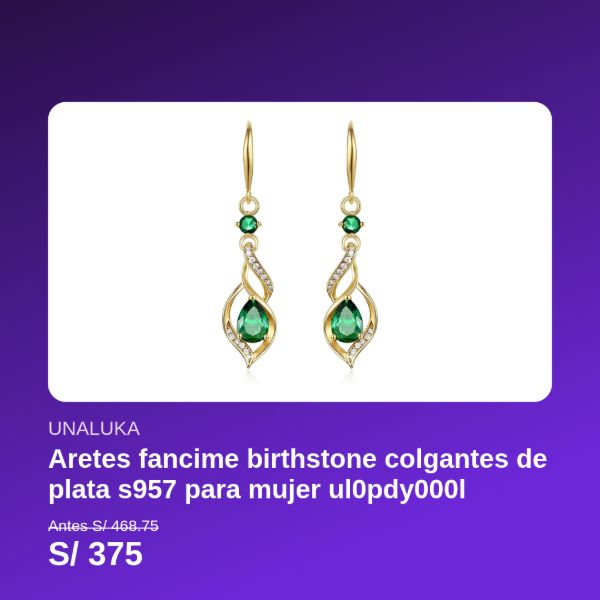 UNALUKA
Aretes fancime birthstone colgantes de
plata s957 para mujer ul0pdy000l
Antes S/ 468.75
S/ 375